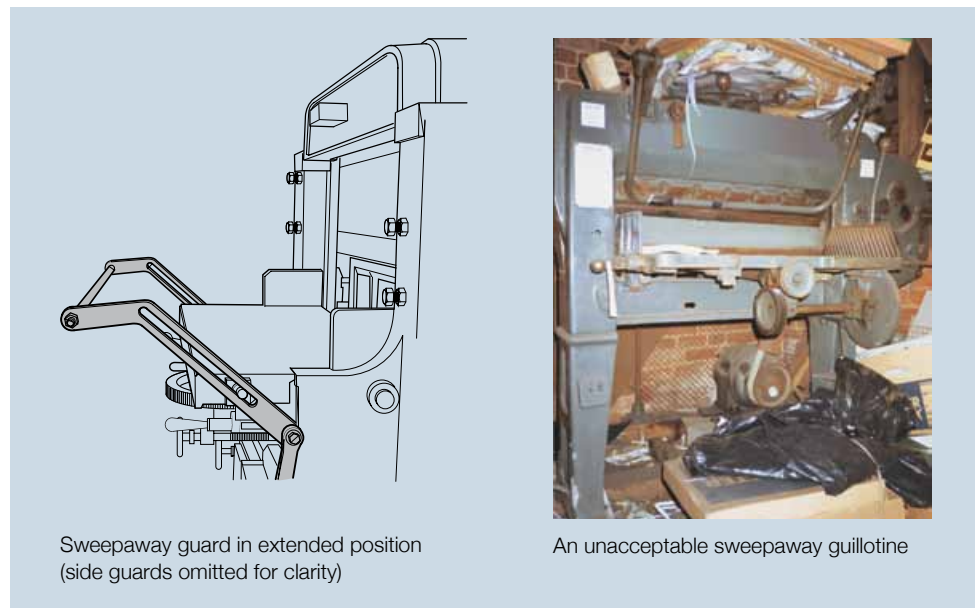 Sweepaway guard in extended position
(side guards omitted for clarity)
An unacceptable sweepaway guillotine